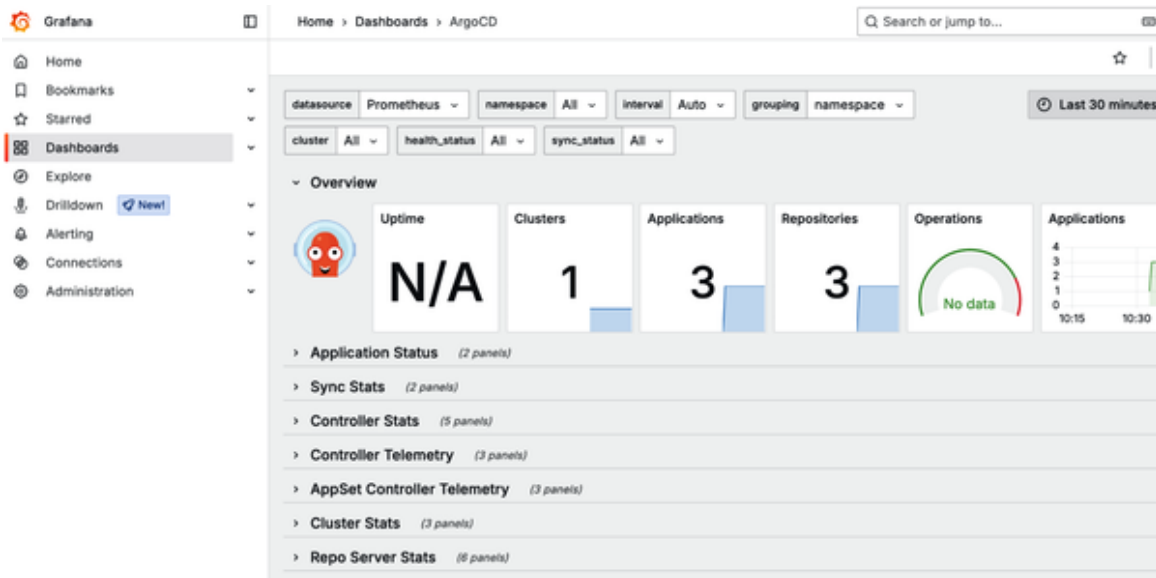 Grafana
Home > Dashboards > ArgoCD
Search or jump to...
Home
Bookmarks
Starred
Dashboards
Explore
Drilldown New!
Alerting
Connections
Administration
datasource Prometheus namespace All interval Auto grouping namespace
Last 30 minutes
cluster All health_status All sync_status All
Overview
Uptime
N/A
Clusters
1
Applications
3
Repositories
3
Operations
No data
Applications
4
3
2
1
0
10:15 10:30
Application Status (2 panels)
Sync Stats (2 panels)
Controller Stats (5 panels)
Controller Telemetry (3 panels)
AppSet Controller Telemetry (3 panels)
Cluster Stats (3 panels)
Repo Server Stats (6 panels)